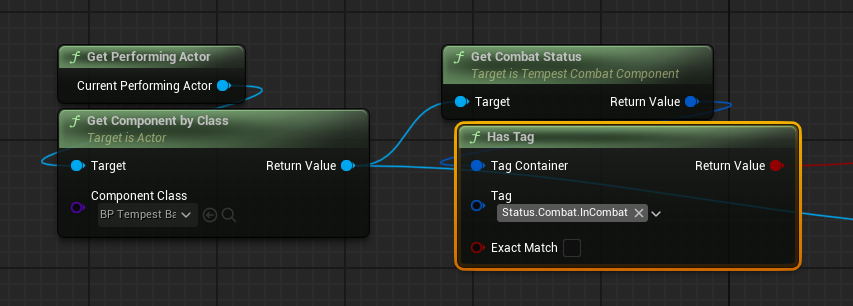 Get Performing Actor
Current Performing Actor
Get Component by Class
Target is Actor
Target
Return Value
Component Class
BP Tempest Ba
Get Combat Status
Target is Tempest Combat Component
Target
Return Value
Has Tag
Tag Container
Return Value
Tag
Status.Combat.InCombat
Exact Match